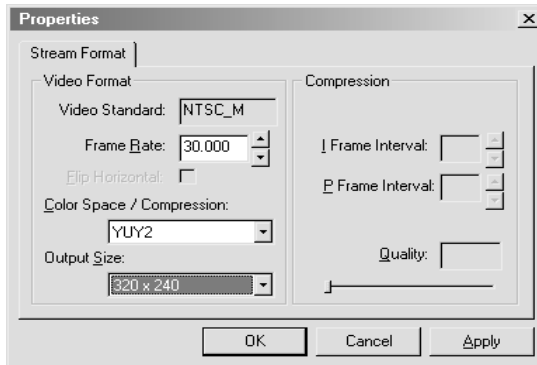 Properties
Stream Format
Video Format
Video Standard: NTSC_M
Frame Rate: 30.000
Flip Horizontal:
Color Space / Compression:
YUY2
Output Size:
320 x 240
Compression
I Frame Interval:
P Frame Interval:
Quality:
OK Cancel Apply